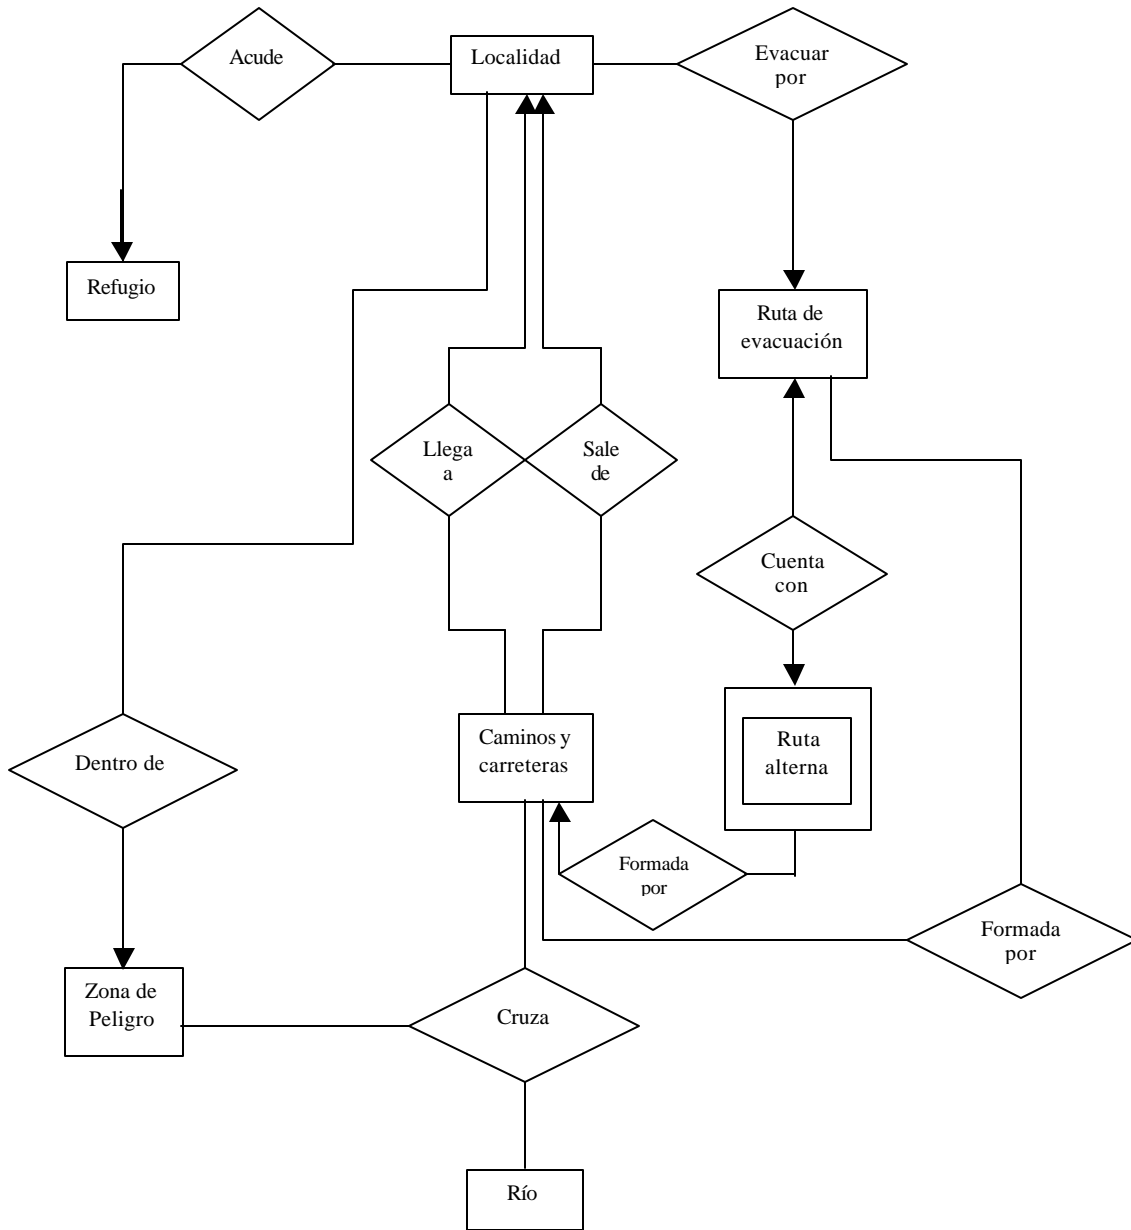 Acude
Localidad
Evacuar
por
Refugio
Ruta de
evacuación
Llega
a
Sale
de
Cuenta
con
Dentro de
Caminos y
carreteras
Ruta
alterna
Formada
por
Formada
por
Zona de
Peligro
Cruza
Río